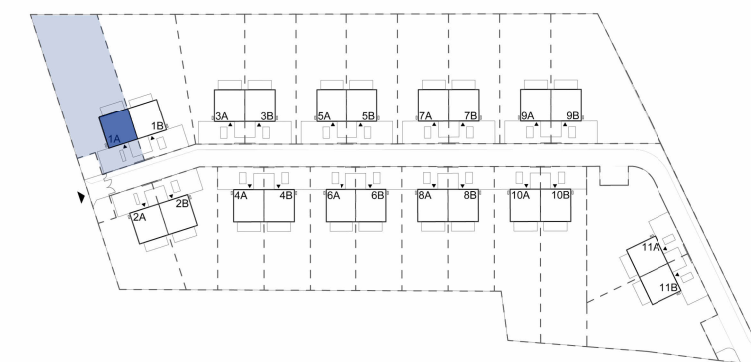 1A 1B
3A 3B
5A 5B
7A 7B
9A 9B
2A 2B
4A 4B
6A 6B
8A 8B
10A 10B
11A
11B